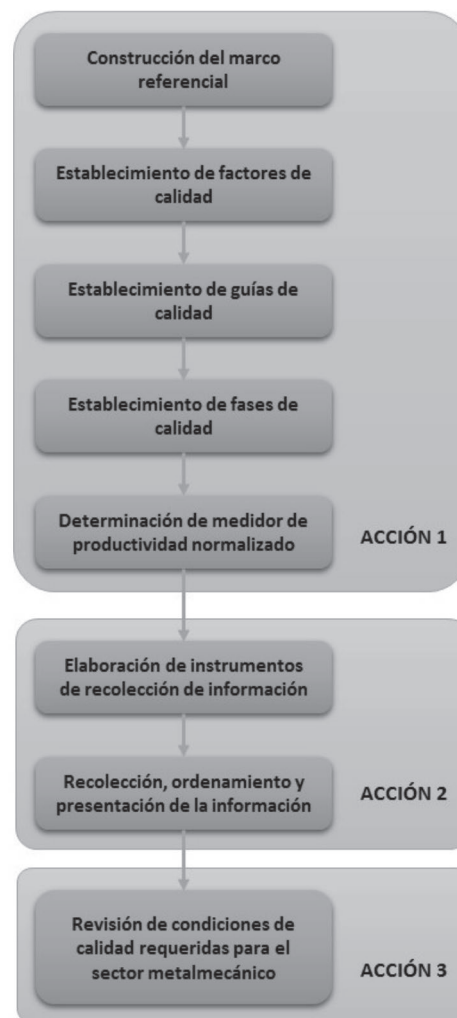 Construcción del marco
referencial
Establecimiento de factores de
calidad
Establecimiento de guías de
calidad
Establecimiento de fases de
calidad
Determinación de medidor de
productividad normalizado
ACCIÓN 1
Elaboración de instrumentos
de recolección de información
Recolección, ordenamiento y
presentación de la información
ACCIÓN 2
Revisión de condiciones de
calidad requeridas para el
sector metalmecánico
ACCIÓN 3